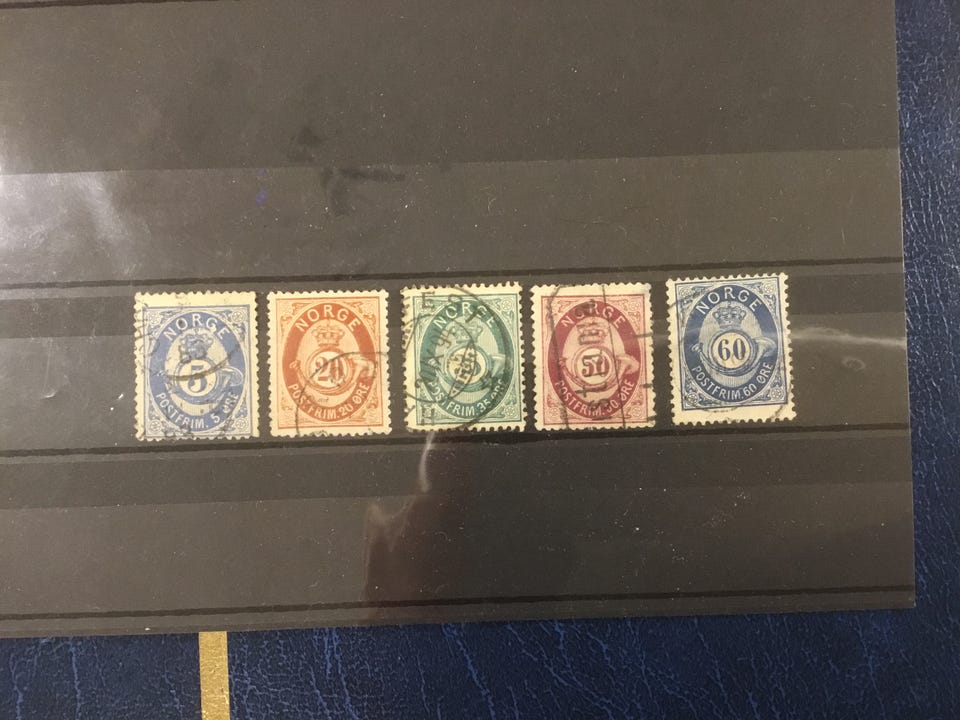 NORGE
5
POSTFRIM. 5 ØRE
NORGE
20
POSTFRIM. 20 ØRE
NORGE
POSTFRIM. 35 ØRE
NORGE
50
POSTFRIM. 50 ØRE
NORGE
60
POSTFRIM. 60 ØRE